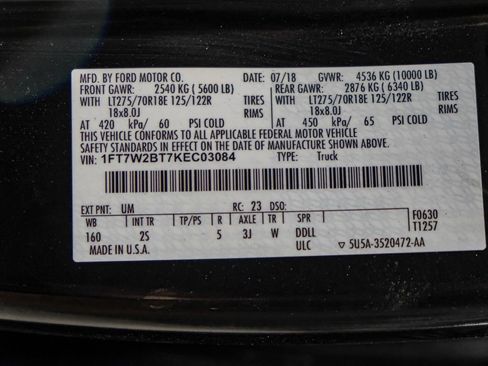 MFD. BY FORD MOTOR CO. DATE: 07/18 GVWR: 4536 KG (10000 LB)
FRONT GAWR: 2540 KG (5600 LB) REAR GAWR: 2876 KG (6340 LB)
WITH LT275/70R18E 125/122R TIRES WITH LT275/70R18E 125/122R TIRES
18x8.0J RIMS 18x8.0J RIMS
AT 420 kPa/ 60 PSI COLD AT 450 kPa/ 65 PSI COLD
THIS VEHICLE CONFORMS TO ALL APPLICABLE FEDERAL MOTOR VEHICLE
SAFETY STANDARDS IN EFFECT ON THE DATE OF MANUFACTURE SHOWN ABOVE.
VIN: 1FT7W2BT7KEC03084 TYPE: Truck
EXT PNT: UM RC: 23 DSO:
WB INT TR TP/PS R AXLE TR SPR F0630
160 2S 5 3J W DDLL T1257
MADE IN U.S.A. ULC ▽ 5U5A-3520472-AA